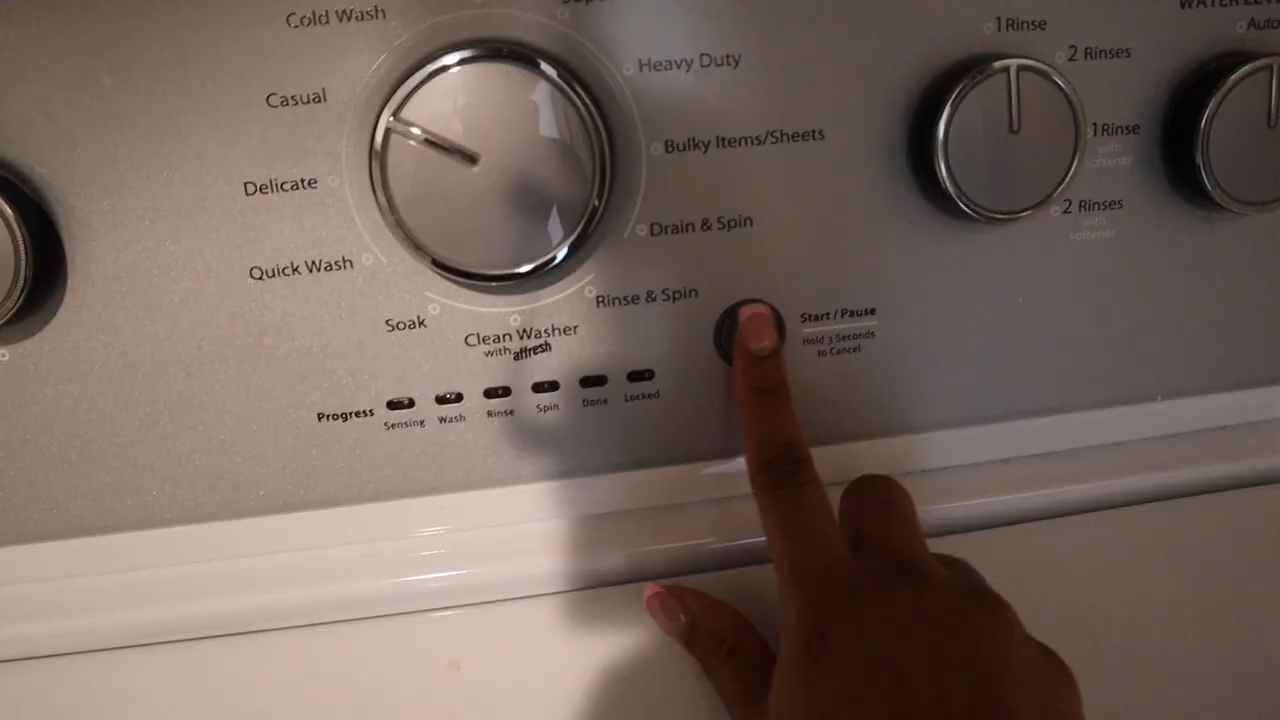 Cold Wash
Casual
Delicate
Quick Wash
Soak
Clean Washer
with affresh
Rinse & Spin
Drain & Spin
Bulky Items/Sheets
Heavy Duty
1 Rinse
2 Rinses
1 Rinse
with
softener
2 Rinses
with
softener
Auto
Start / Pause
Hold 3 Seconds
to Cancel
Progress
Sensing
Wash
Rinse
Spin
Done
Locked